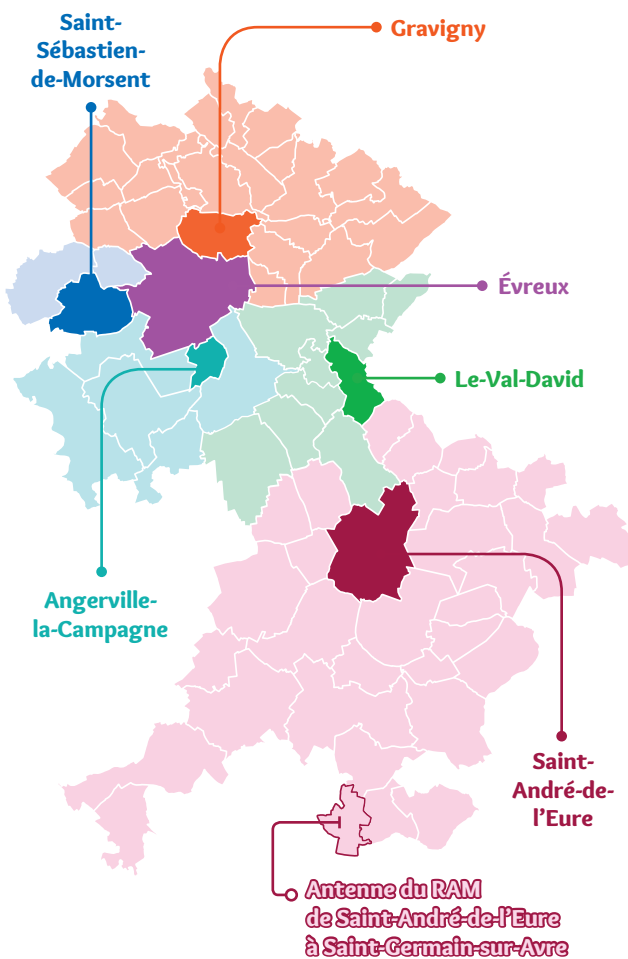 Saint-
Sébastien-
de-Morsent
Gravigny
Évreux
Le-Val-David
Angerville-
la-Campagne
Saint-
André-de-
l'Eure
Antenne du RAM
de Saint-André-de-l'Eure
à Saint-Germain-sur-Avre